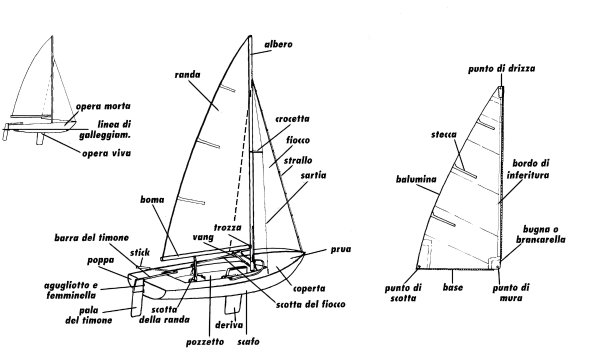 opera morta
linea di
galleggiam.
opera viva
albero
randa
crocetta
fiocco
strallo
sartia
boma
trozza
vang
barra del timone
stick
poppa
prua
agugliotto e
femminella
coperta
scotta del fiocco
pala
del timone
scotta
della randa
deriva
pozzetto
scafo
punto di drizza
stecca
bordo di
inferitura
balumina
bugna o
brancarella
punto di
scotta
base
punto di
mura